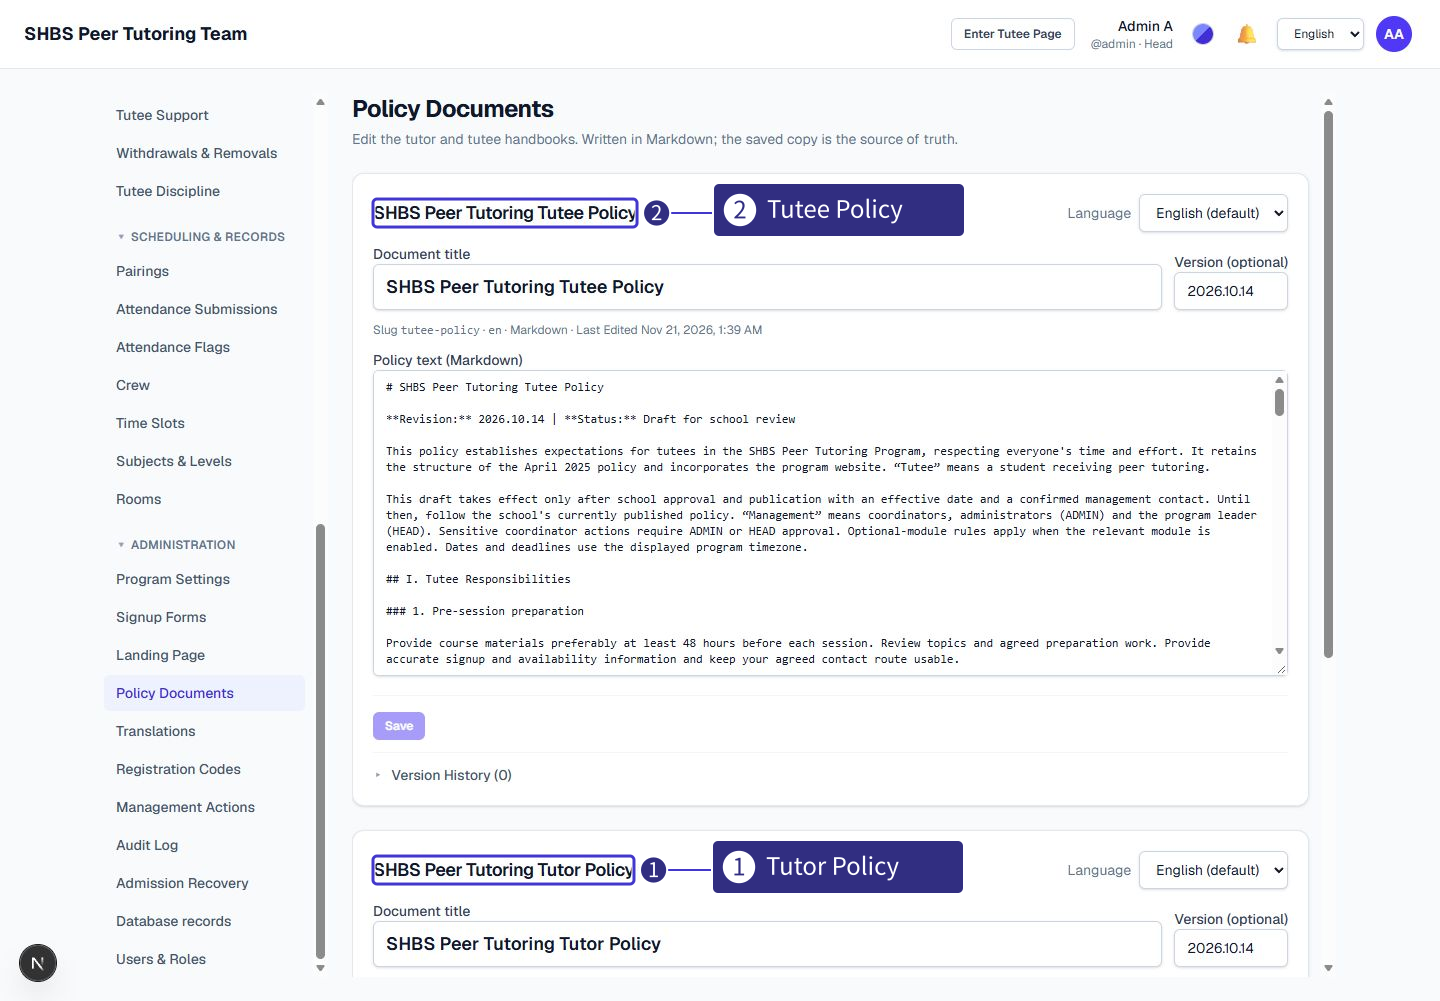 SHBS Peer Tutoring Team
Enter Tutee Page
Admin A
@admin · Head
English
AA
Tutee Support
Withdrawals & Removals
Tutee Discipline
SCHEDULING & RECORDS
Pairings
Attendance Submissions
Attendance Flags
Crew
Time Slots
Subjects & Levels
Rooms
ADMINISTRATION
Program Settings
Signup Forms
Landing Page
Policy Documents
Translations
Registration Codes
Management Actions
Audit Log
Admission Recovery
Database records
Users & Roles
N
Policy Documents
Edit the tutor and tutee handbooks. Written in Markdown; the saved copy is the source of truth.
SHBS Peer Tutoring Tutee Policy
2
2 Tutee Policy
Language
English (default)
Document title
Version (optional)
SHBS Peer Tutoring Tutee Policy
2026.10.14
Slug tutee-policy · en · Markdown · Last Edited Nov 21, 2026, 1:39 AM
Policy text (Markdown)
# SHBS Peer Tutoring Tutee Policy
**Revision:** 2026.10.14 | **Status:** Draft for school review
This policy establishes expectations for tutees in the SHBS Peer Tutoring Program, respecting everyone's time and effort. It retains
the structure of the April 2025 policy and incorporates the program website. “Tutee” means a student receiving peer tutoring.
This draft takes effect only after school approval and publication with an effective date and a confirmed management contact. Until
then, follow the school's currently published policy. “Management” means coordinators, administrators (ADMIN) and the program leader
(HEAD). Sensitive coordinator actions require ADMIN or HEAD approval. Optional-module rules apply when the relevant module is
enabled. Dates and deadlines use the displayed program timezone.
## I. Tutee Responsibilities
### 1. Pre-session preparation
Provide course materials preferably at least 48 hours before each session. Review topics and agreed preparation work. Provide
accurate signup and availability information and keep your agreed contact route usable.
Save
Version History (0)
SHBS Peer Tutoring Tutor Policy
1
1 Tutor Policy
Language
English (default)
Document title
Version (optional)
SHBS Peer Tutoring Tutor Policy
2026.10.14